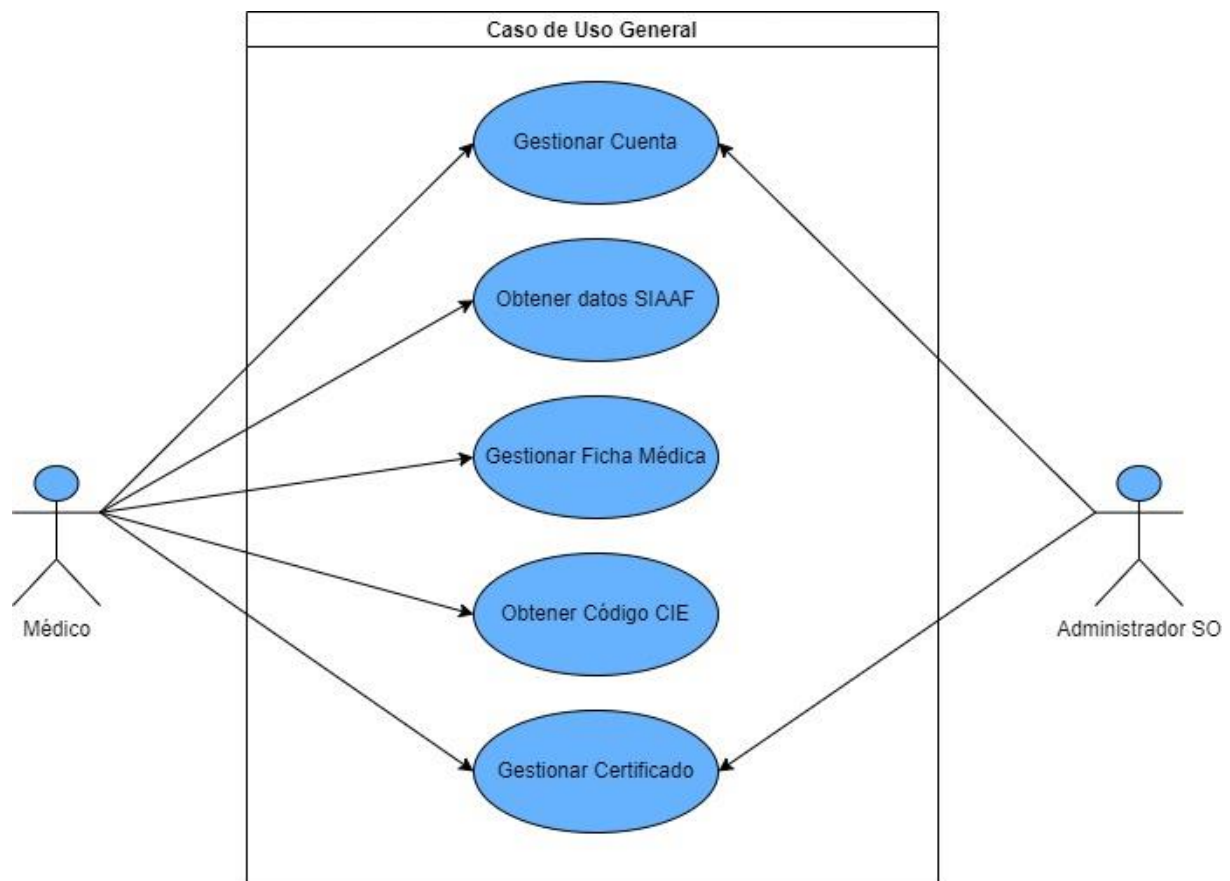 Caso de Uso General
Gestionar Cuenta
Obtener datos SIAAF
Gestionar Ficha Médica
Médico
Obtener Código CIE
Administrador SO
Gestionar Certificado